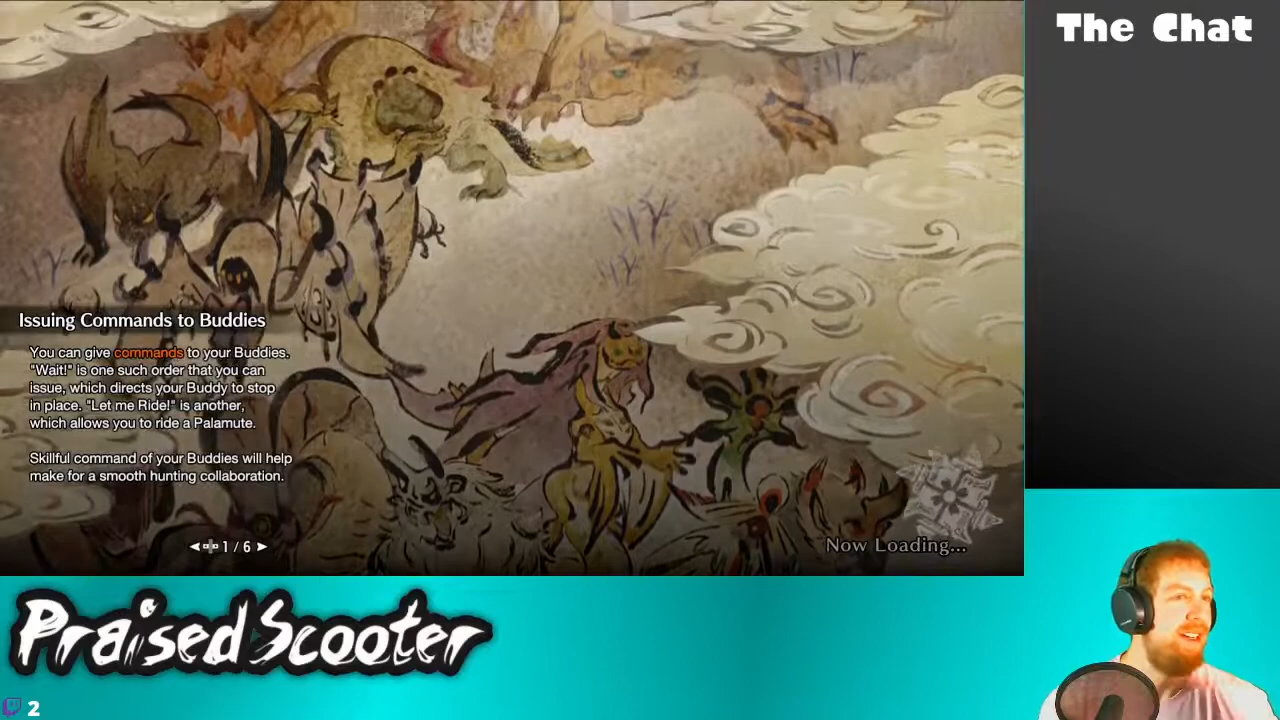 The Chat
Issuing Commands to Buddies
You can give commands to your Buddies.
"Wait!" is one such order that you can
issue, which directs your Buddy to stop
in place. "Let me Ride!" is another,
which allows you to ride a Palamute.
Skillful command of your Buddies will help
make for a smooth hunting collaboration.
1 / 6
Now Loading...
PraisedScooter
2